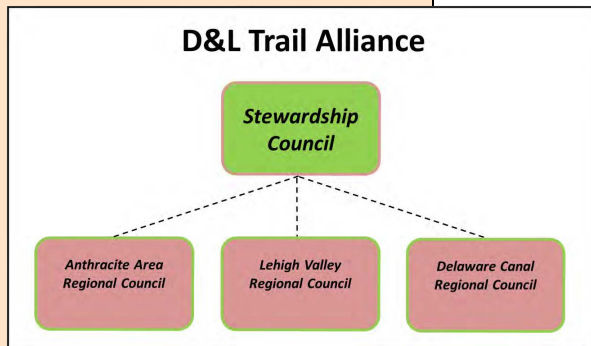 D&L Trail Alliance
Stewardship
Council
Anthracite Area
Regional Council
Lehigh Valley
Regional Council
Delaware Canal
Regional Council